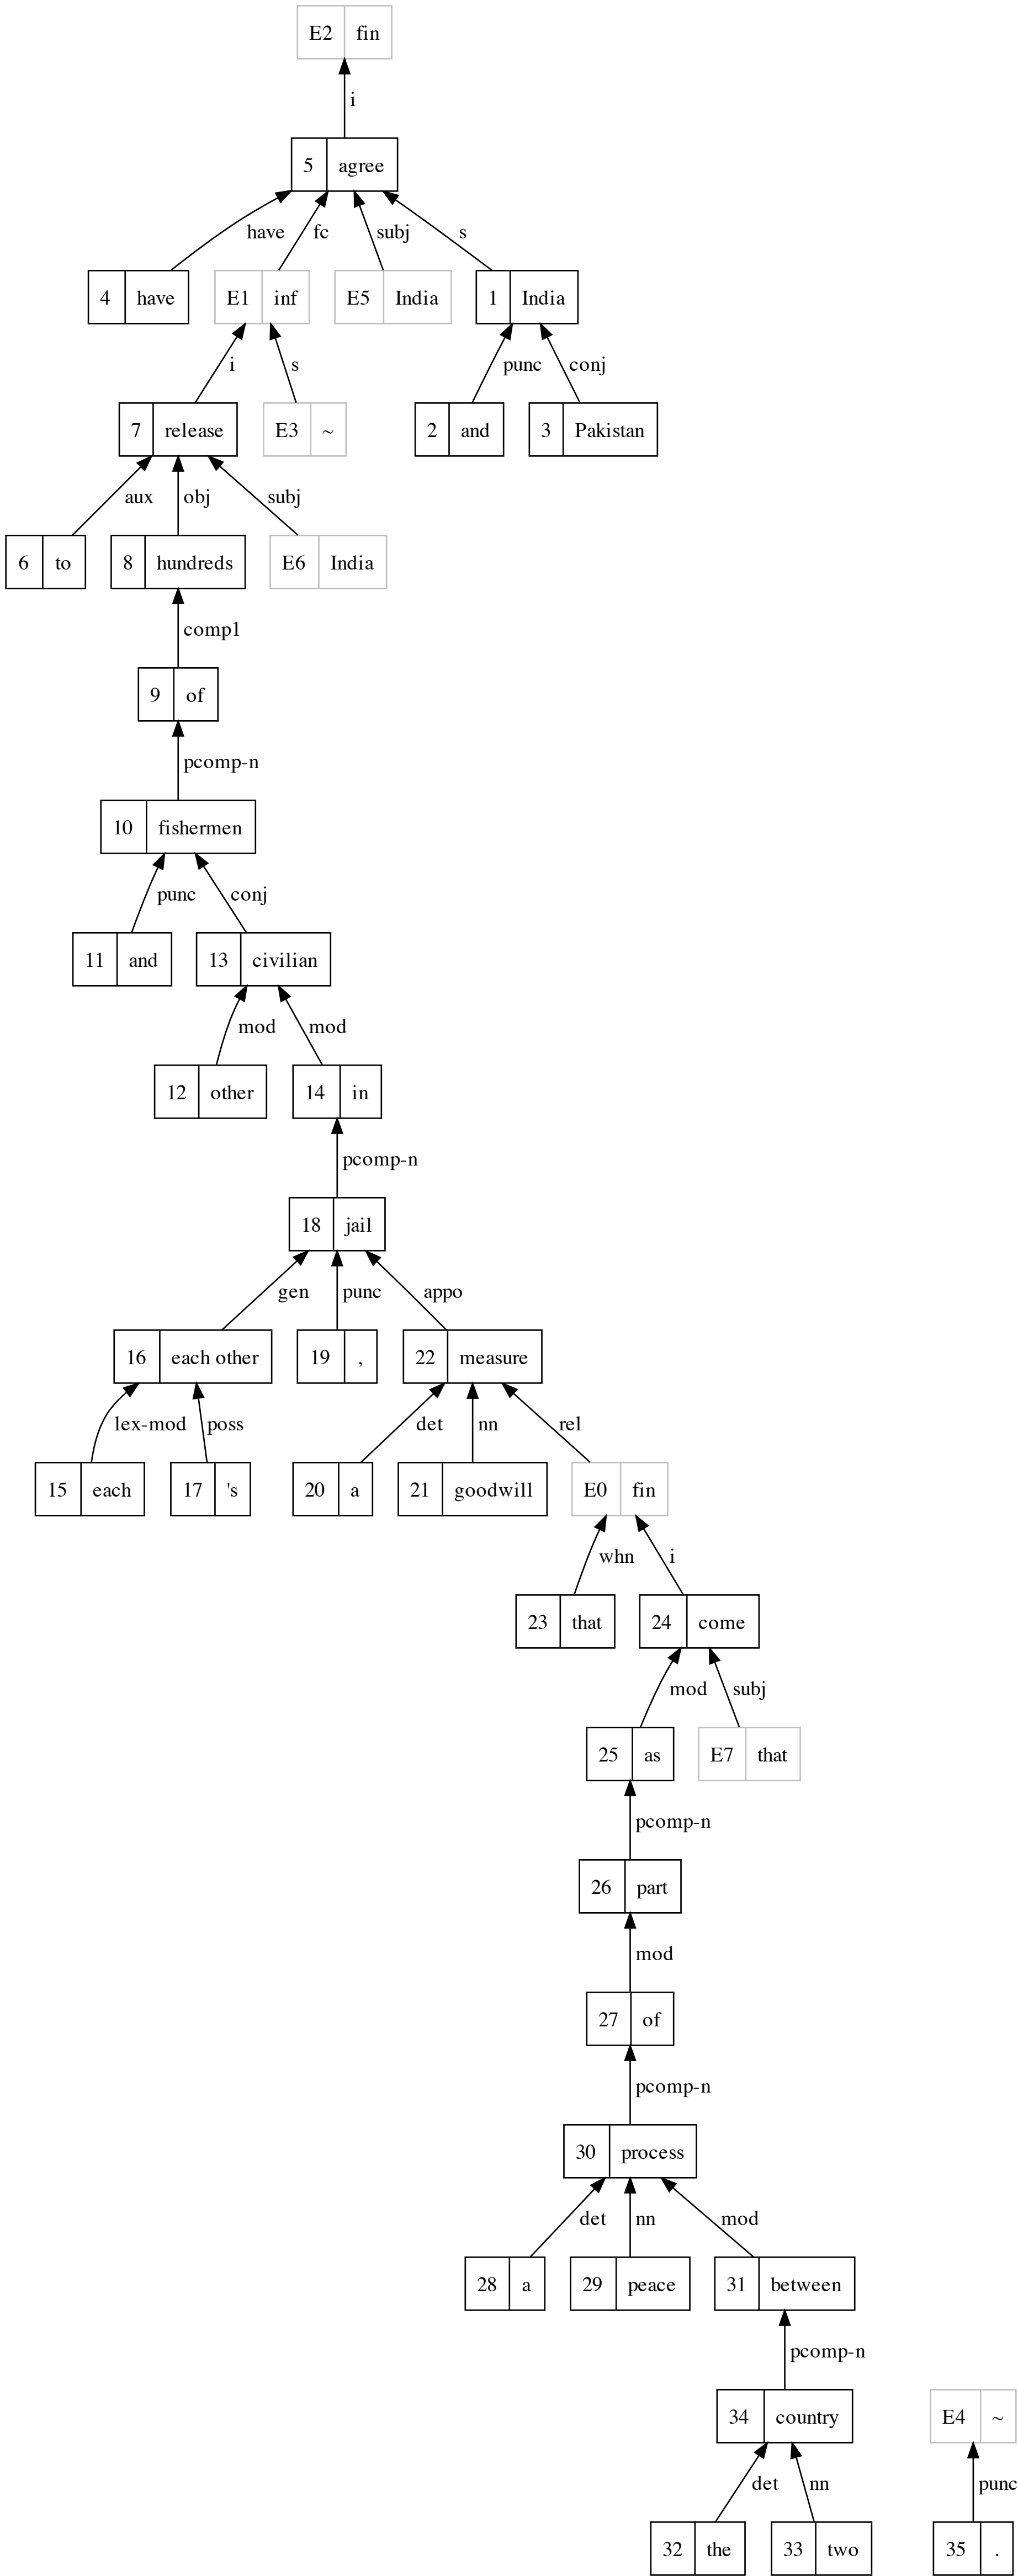 E2 fin
i
5 agree
have fc subj s
4 have E1 inf E5 India 1 India
i s punc conj
7 release E3 ~ 2 and 3 Pakistan
aux obj subj
6 to 8 hundreds E6 India
comp1
9 of
pcomp-n
10 fishermen
punc conj
11 and 13 civilian
mod mod
12 other 14 in
pcomp-n
18 jail
gen punc appo
16 each other 19 , 22 measure
lex-mod poss det nn rel
15 each 17 's 20 a 21 goodwill E0 fin
whn i
23 that 24 come
mod subj
25 as E7 that
pcomp-n
26 part
mod
27 of
pcomp-n
30 process
det nn mod
28 a 29 peace 31 between
pcomp-n
34 country E4 ~
det nn punc
32 the 33 two 35 .